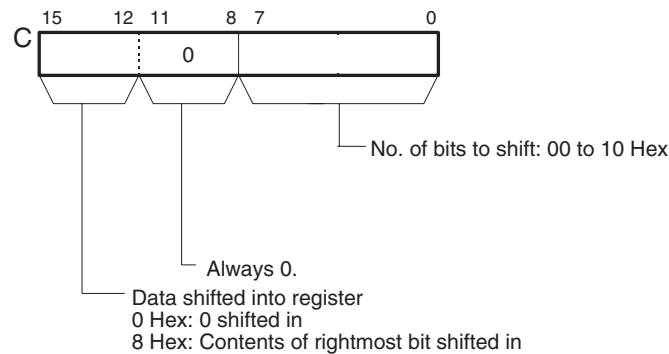 15 12 11 8 7 0
C
0
No. of bits to shift: 00 to 10 Hex
Always 0.
Data shifted into register
0 Hex: 0 shifted in
8 Hex: Contents of rightmost bit shifted in